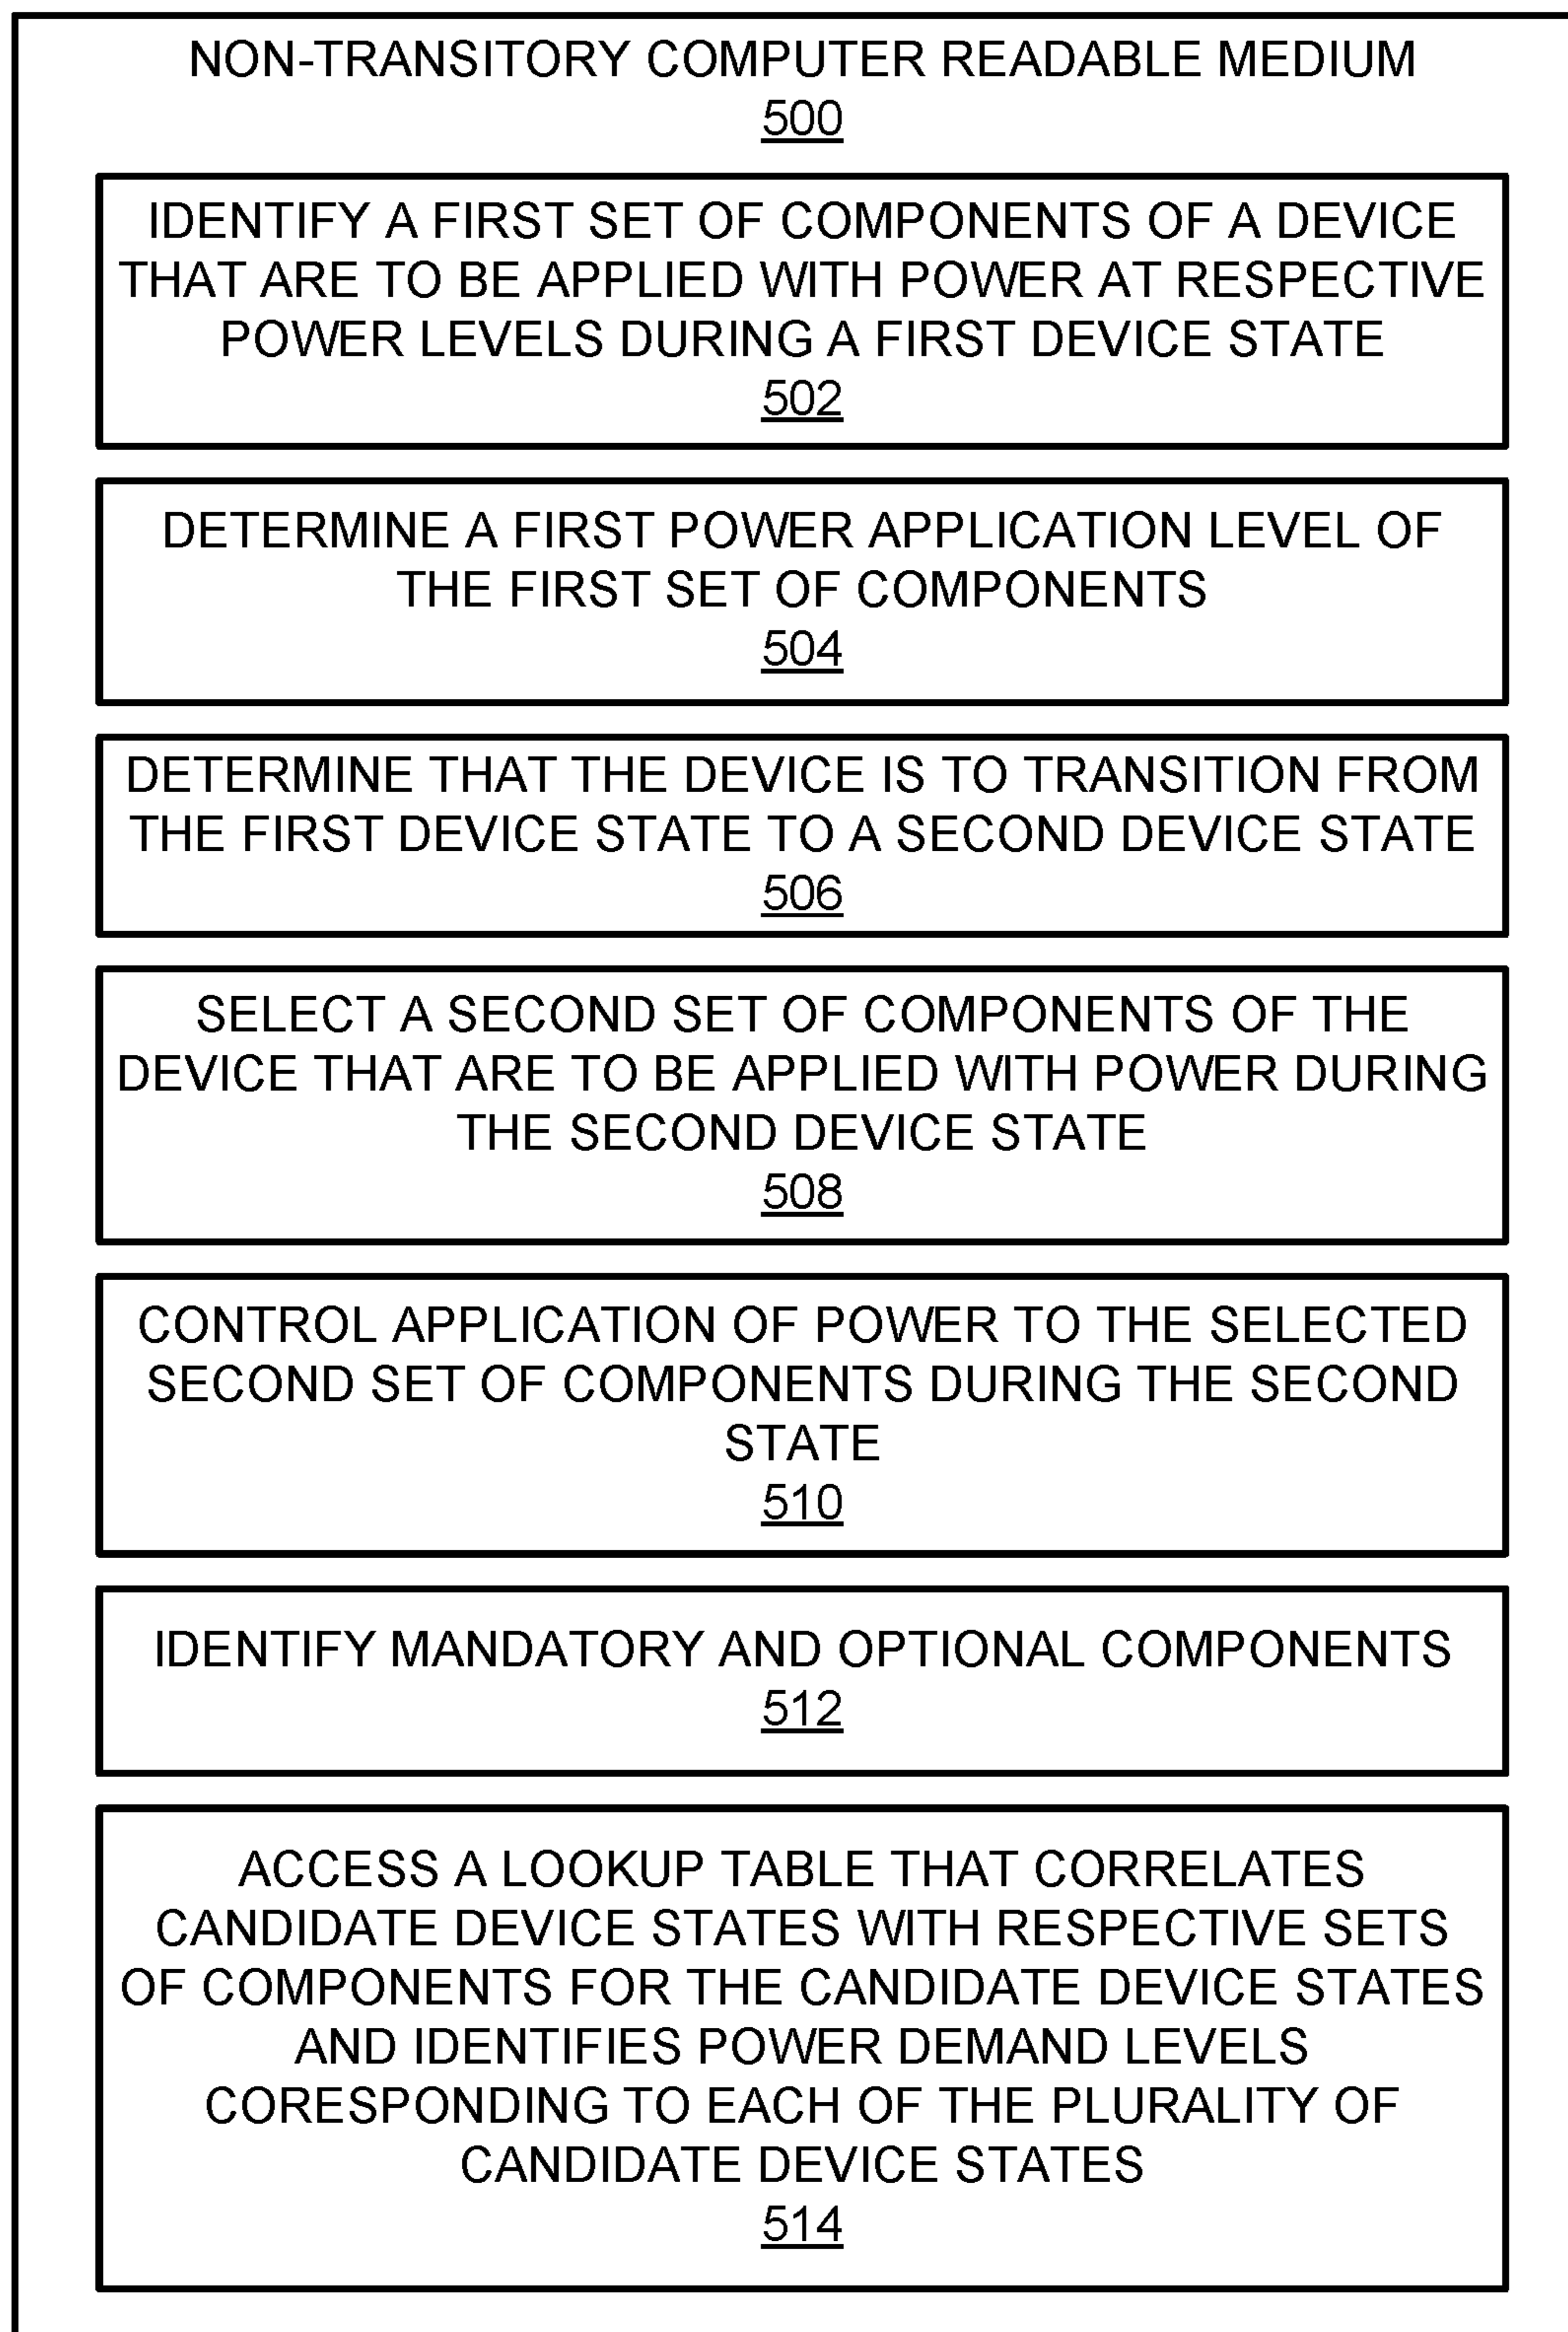 NON-TRANSITORY COMPUTER READABLE MEDIUM
500
IDENTIFY A FIRST SET OF COMPONENTS OF A DEVICE
THAT ARE TO BE APPLIED WITH POWER AT RESPECTIVE
POWER LEVELS DURING A FIRST DEVICE STATE
502
DETERMINE A FIRST POWER APPLICATION LEVEL OF
THE FIRST SET OF COMPONENTS
504
DETERMINE THAT THE DEVICE IS TO TRANSITION FROM
THE FIRST DEVICE STATE TO A SECOND DEVICE STATE
506
SELECT A SECOND SET OF COMPONENTS OF THE
DEVICE THAT ARE TO BE APPLIED WITH POWER DURING
THE SECOND DEVICE STATE
508
CONTROL APPLICATION OF POWER TO THE SELECTED
SECOND SET OF COMPONENTS DURING THE SECOND
STATE
510
IDENTIFY MANDATORY AND OPTIONAL COMPONENTS
512
ACCESS A LOOKUP TABLE THAT CORRELATES
CANDIDATE DEVICE STATES WITH RESPECTIVE SETS
OF COMPONENTS FOR THE CANDIDATE DEVICE STATES
AND IDENTIFIES POWER DEMAND LEVELS
CORESPONDING TO EACH OF THE PLURALITY OF
CANDIDATE DEVICE STATES
514